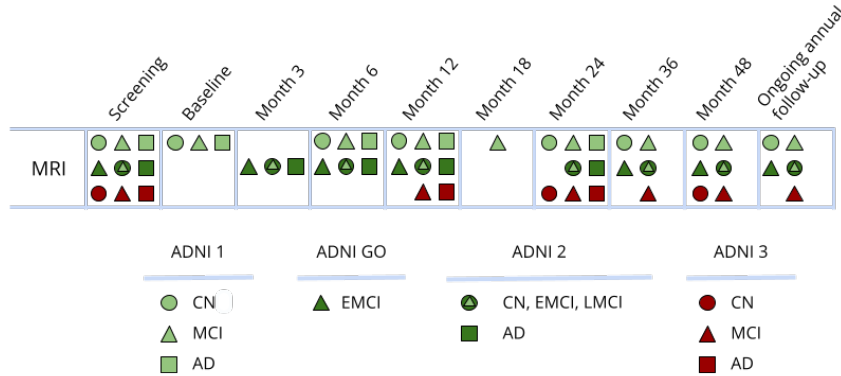 Screening
Baseline
Month 3
Month 6
Month 12
Month 18
Month 24
Month 36
Month 48
Ongoing annual
follow-up
MRI
ADNI 1 ADNI GO ADNI 2 ADNI 3
CN EMCI CN, EMCI, LMCI CN
MCI AD MCI
AD AD